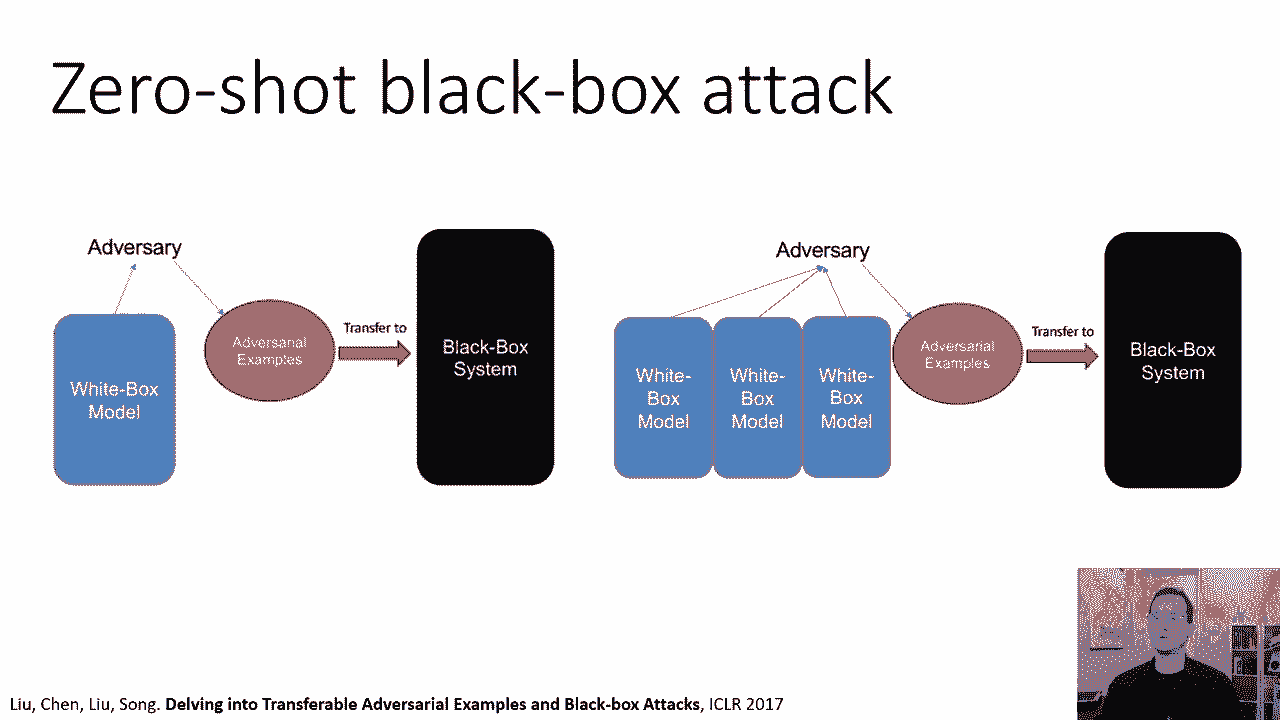 Zero-shot black-box attack
Adversary
White-Box
Model
Adversarial
Examples
Transfer to
Black-Box
System
Adversary
White-
Box
Model
White-
Box
Model
White-
Box
Model
Adversarial
Examples
Transfer to
Black-Box
System
Liu, Chen, Liu, Song. Delving into Transferable Adversarial Examples and Black-box Attacks, ICLR 2017